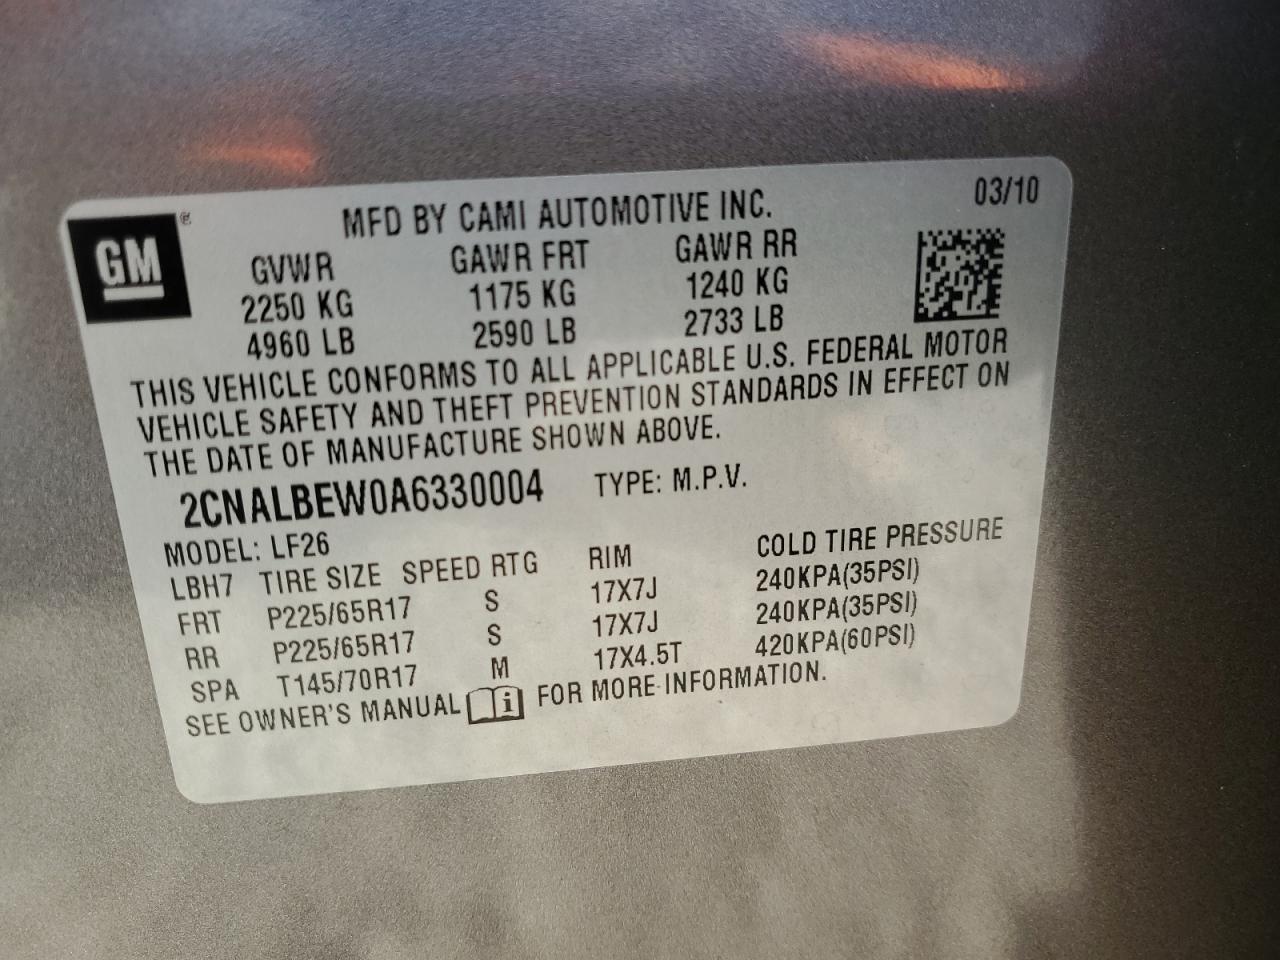 GM ®
MFD BY CAMI AUTOMOTIVE INC. 03/10
GVWR GAWR FRT GAWR RR
2250 KG 1175 KG 1240 KG
4960 LB 2590 LB 2733 LB
THIS VEHICLE CONFORMS TO ALL APPLICABLE U.S. FEDERAL MOTOR
VEHICLE SAFETY AND THEFT PREVENTION STANDARDS IN EFFECT ON
THE DATE OF MANUFACTURE SHOWN ABOVE.
2CNALBEW0A6330004 TYPE: M.P.V.
MODEL: LF26
LBH7 TIRE SIZE SPEED RTG RIM COLD TIRE PRESSURE
FRT P225/65R17 S 17X7J 240KPA(35PSI)
RR P225/65R17 S 17X7J 240KPA(35PSI)
SPA T145/70R17 M 17X4.5T 420KPA(60PSI)
SEE OWNER'S MANUAL i FOR MORE INFORMATION.